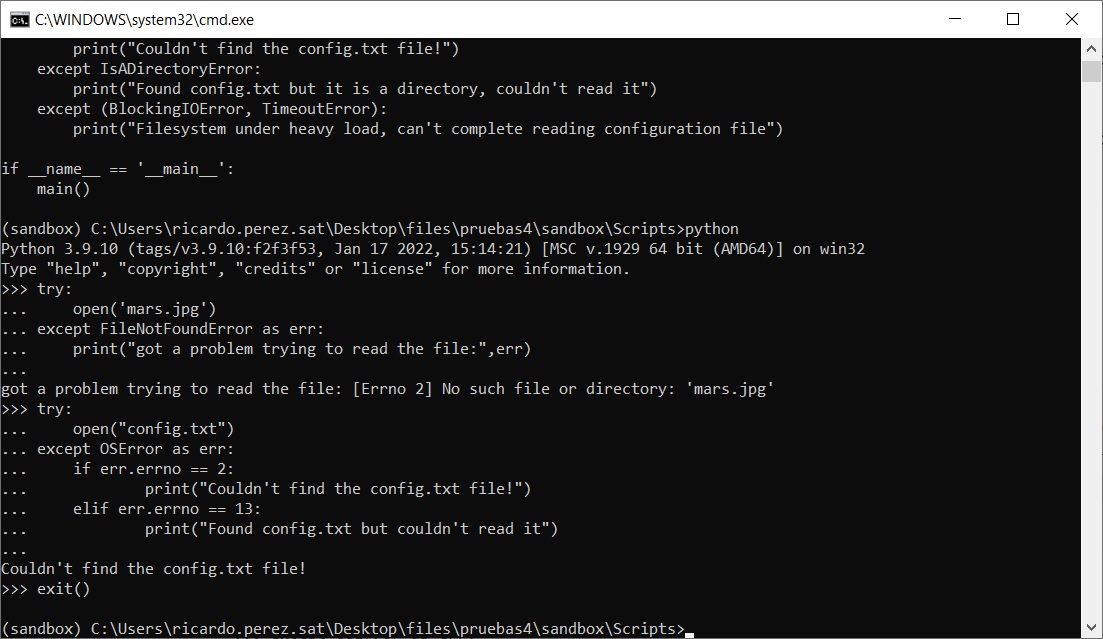 C:\WINDOWS\system32\cmd.exe
        print("Couldn't find the config.txt file!")
    except IsADirectoryError:
        print("Found config.txt but it is a directory, couldn't read it")
    except (BlockingIOError, TimeoutError):
        print("Filesystem under heavy load, can't complete reading configuration file")

if __name__ == '__main__':
    main()

(sandbox) C:\Users\ricardo.perez.sat\Desktop\files\pruebas4\sandbox\Scripts>python
Python 3.9.10 (tags/v3.9.10:f2f3f53, Jan 17 2022, 15:14:21) [MSC v.1929 64 bit (AMD64)] on win32
Type "help", "copyright", "credits" or "license" for more information.
>>> try:
...     open('mars.jpg')
... except FileNotFoundError as err:
...     print("got a problem trying to read the file:",err)
...
got a problem trying to read the file: [Errno 2] No such file or directory: 'mars.jpg'
>>> try:
...     open("config.txt")
... except OSError as err:
...     if err.errno == 2:
...             print("Couldn't find the config.txt file!")
...     elif err.errno == 13:
...             print("Found config.txt but couldn't read it")
...
Couldn't find the config.txt file!
>>> exit()

(sandbox) C:\Users\ricardo.perez.sat\Desktop\files\pruebas4\sandbox\Scripts>